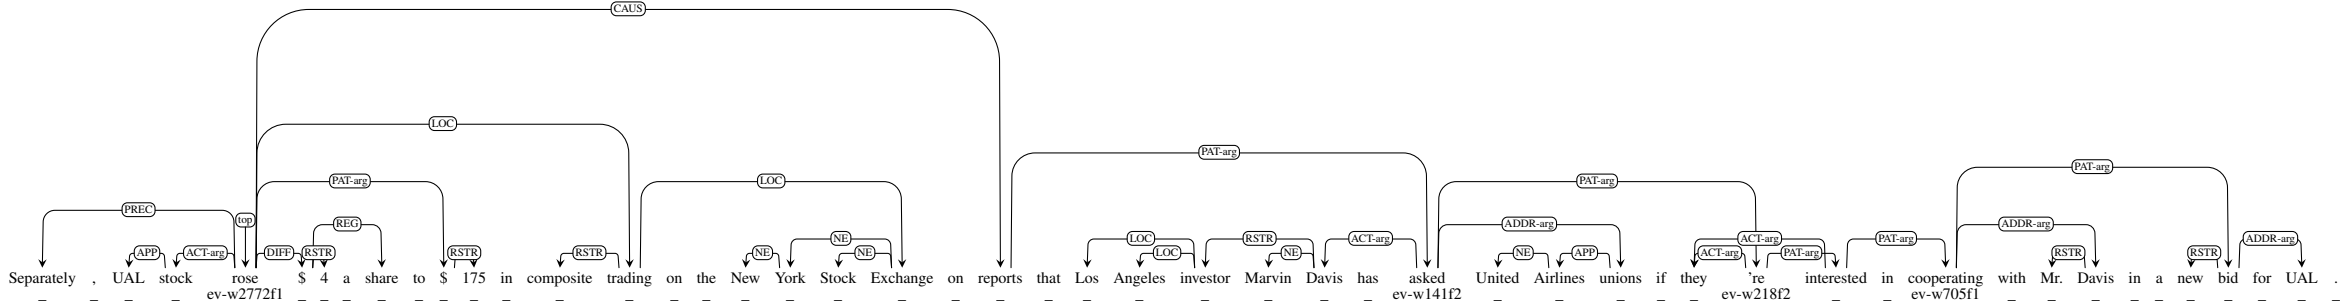 CAUS
LOC
PAT-arg
PAT-arg
PAT-arg LOC PAT-arg
PREC top REG ADDR-arg ADDR-arg
NE LOC RSTR ACT-arg ACT-arg PAT-arg
APP ACT-arg DIFF RSTR RSTR RSTR NE NE LOC NE NE APP ACT-arg PAT-arg RSTR RSTR ADDR-arg
Separately , UAL stock rose $ 4 a share to $ 175 in composite trading on the New York Stock Exchange on reports that Los Angeles investor Marvin Davis has asked United Airlines unions if they 're interested in cooperating with Mr. Davis in a new bid for UAL .
_ _ _ _ ev-w2772f1 _ _ _ _ _ _ _ _ _ _ _ _ _ _ _ _ _ _ _ _ _ _ _ _ _ ev-w141f2 _ _ _ _ _ ev-w218f2 _ _ ev-w705f1 _ _ _ _ _ _ _ _ _ _